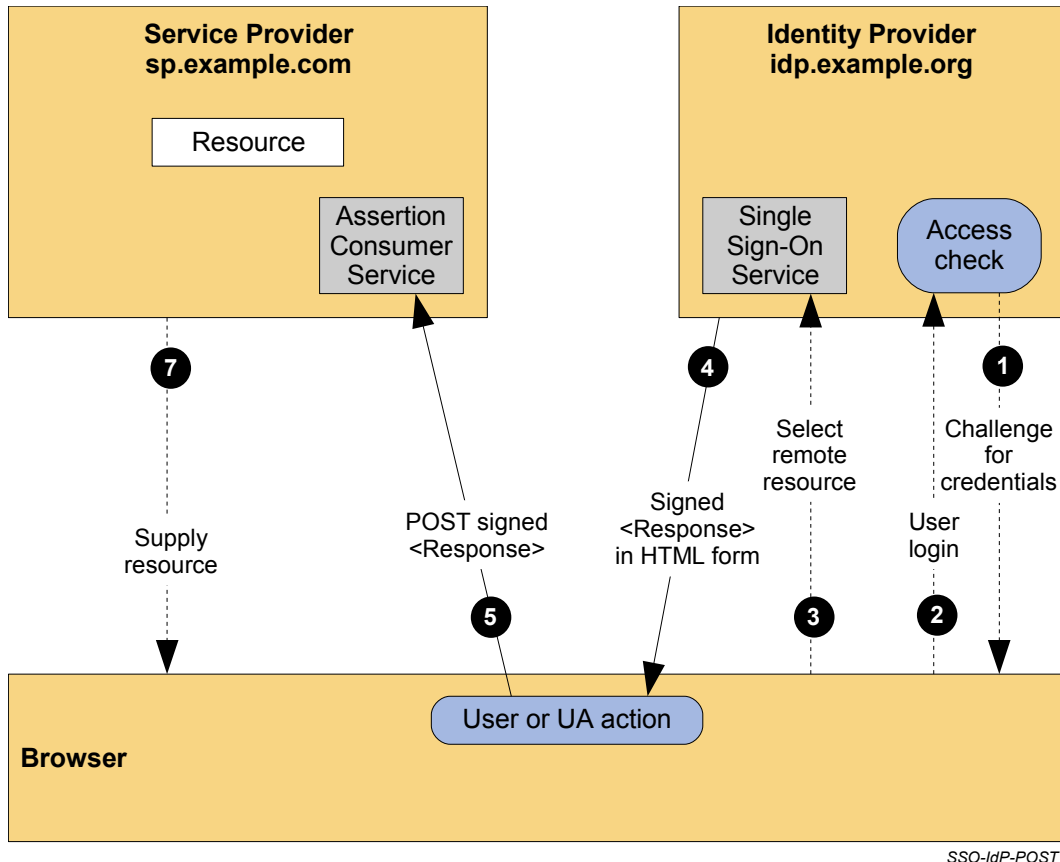 Service Provider
sp.example.com
Resource
Assertion
Consumer
Service
Identity Provider
idp.example.org
Single
Sign-On
Service
Access
check
7
4
1
Supply
resource
POST signed
<Response>
Signed
<Response>
in HTML form
Select
remote
resource
Challenge
for
credentials
User
login
5
3
2
User or UA action
Browser
SSO-IdP-POST